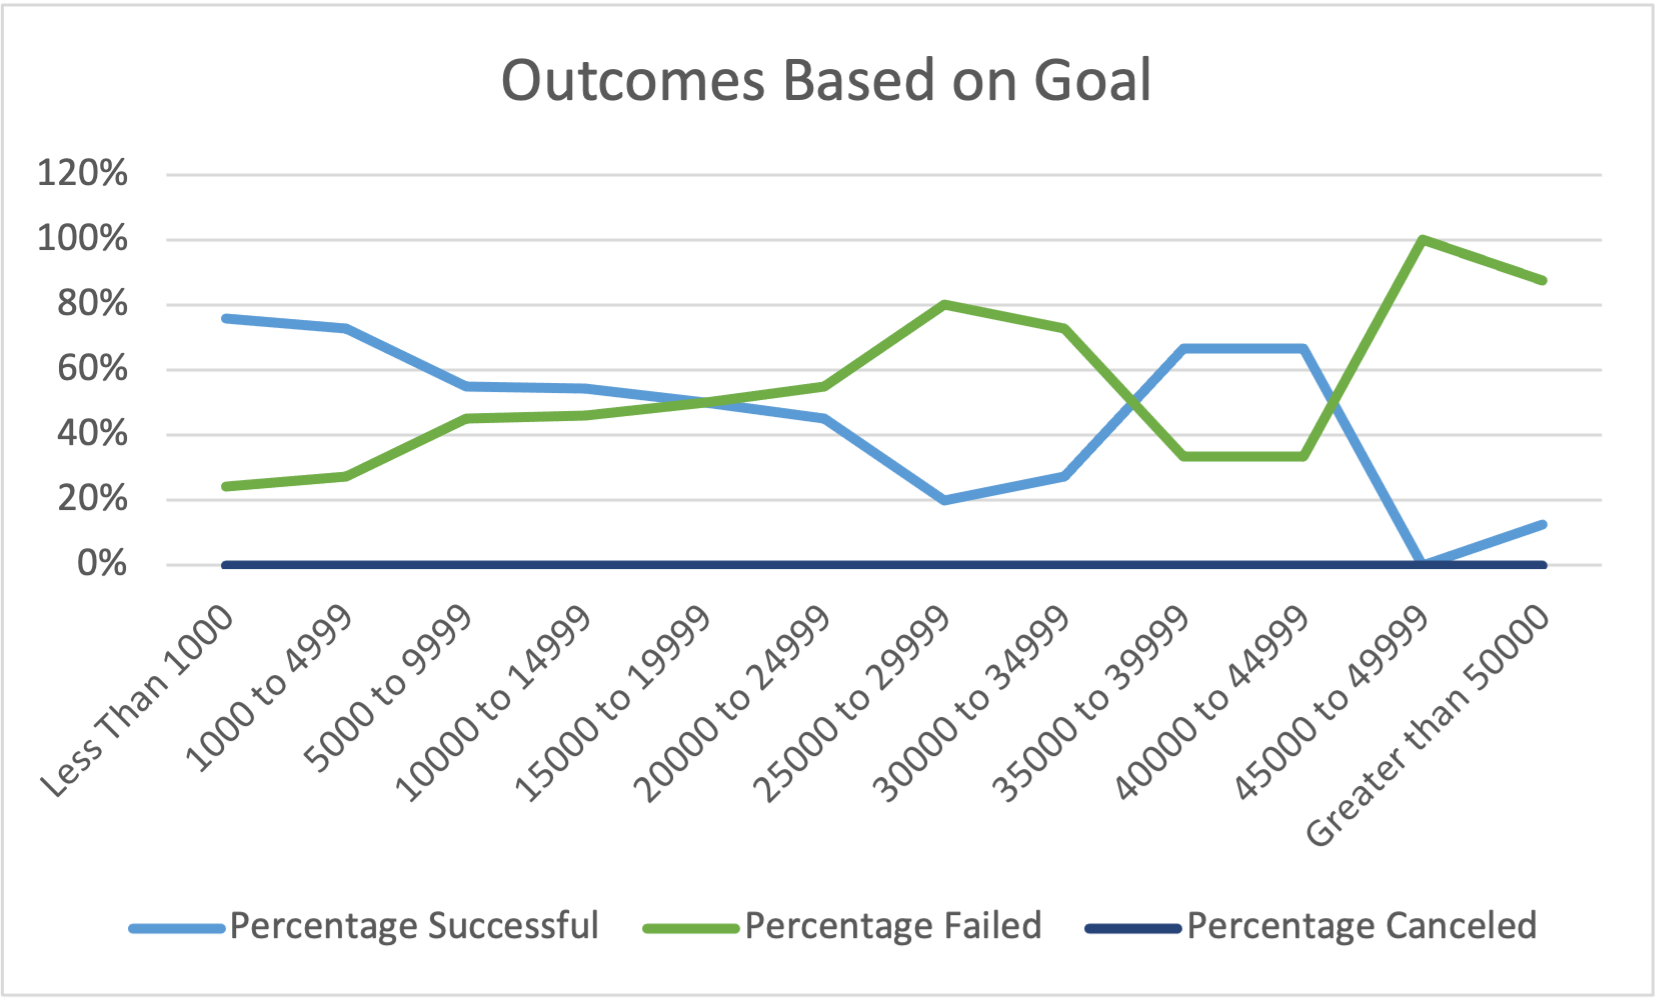 Outcomes Based on Goal
120%
100%
80%
60%
40%
20%
0%
Less Than 1000
1000 to 4999
5000 to 9999
10000 to 14999
15000 to 19999
20000 to 24999
25000 to 29999
30000 to 34999
35000 to 39999
40000 to 44999
45000 to 49999
Greater than 50000
Percentage Successful
Percentage Failed
Percentage Canceled